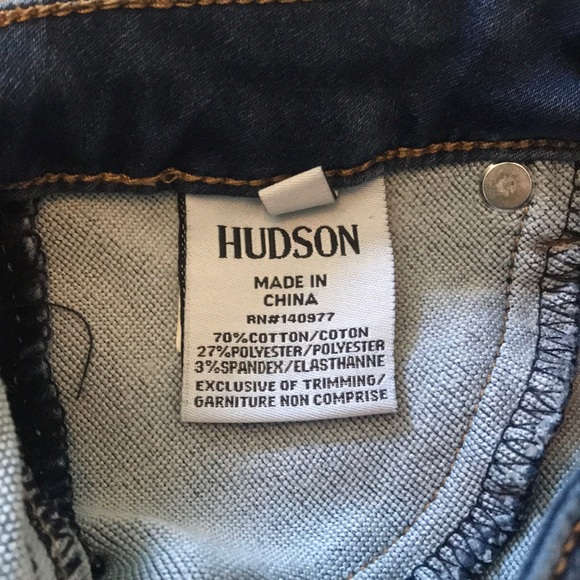 HUDSON
MADE IN
CHINA
RN#140977
70%COTTON/COTON
27%POLYESTER/POLYESTER
3%SPANDEX/ELASTHANNE
EXCLUSIVE OF TRIMMING/
GARNITURE NON COMPRISE